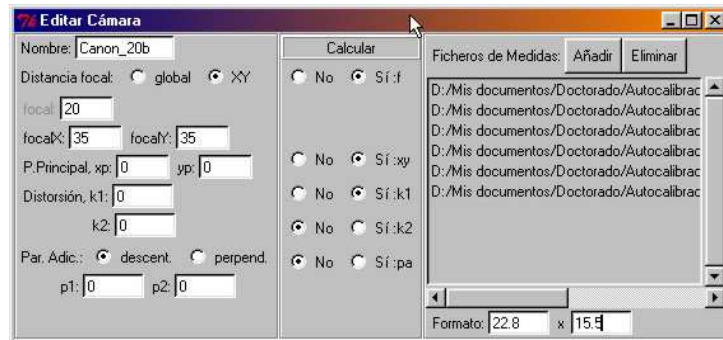 Editar Cámara
Nombre: Canon_20b
Distancia focal: global XY
focal: 20
focalX: 35 focalY: 35
P.Principal, xp: 0 yp: 0
Distorsión, k1: 0
k2: 0
Par. Adic.: descent. perpend.
p1: 0 p2: 0
Calcular
No Sí :f
No Sí :xy
No Sí :k1
No Sí :k2
No Sí :pa
Ficheros de Medidas: Añadir Eliminar
D:/Mis documentos/Doctorado/Autocalibrac
D:/Mis documentos/Doctorado/Autocalibrac
D:/Mis documentos/Doctorado/Autocalibrac
D:/Mis documentos/Doctorado/Autocalibrac
D:/Mis documentos/Doctorado/Autocalibrac
D:/Mis documentos/Doctorado/Autocalibrac
Formato: 22.8 x 15.5